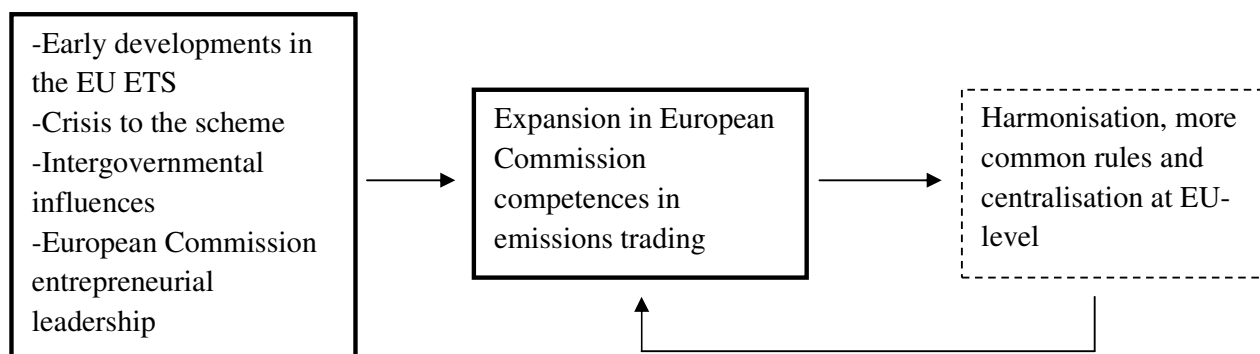 -Early developments in
the EU ETS
-Crisis to the scheme
-Intergovernmental
influences
-European Commission
entrepreneurial
leadership
Expansion in European
Commission
competences in
emissions trading
Harmonisation, more
common rules and
centralisation at EU-
level